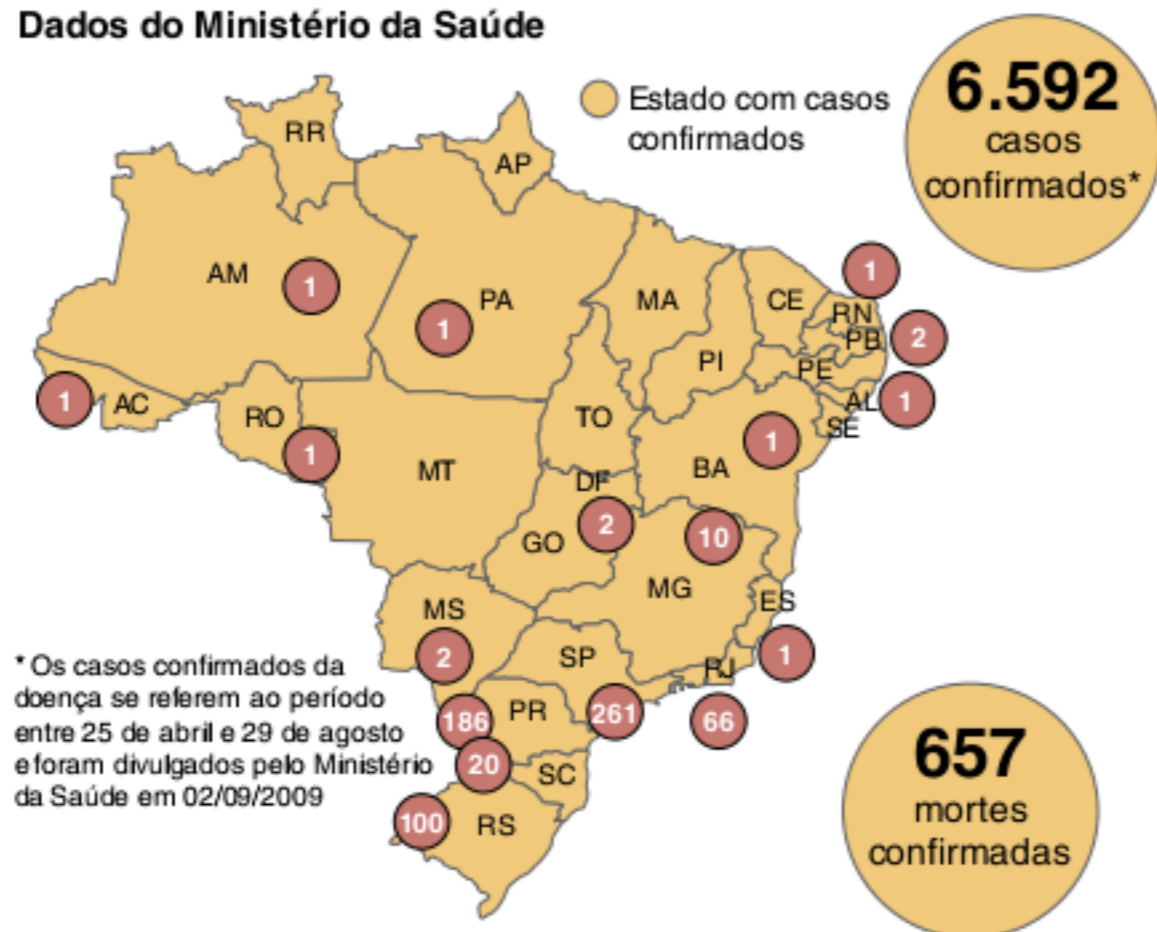 Dados do Ministério da Saúde
Estado com casos
confirmados
6.592
casos
confirmados*
RR
AP
AM
1
PA
1
MA
CE
1
RN
PB
2
PI
PE
AL
1
SE
1
AC
RO
1
TO
MT
BA
1
DF
2
GO
10
MG
ES
1
MS
2
SP
RJ
66
261
186
PR
20
SC
100
RS
* Os casos confirmados da
doença se referem ao período
entre 25 de abril e 29 de agosto
e foram divulgados pelo Ministério
da Saúde em 02/09/2009
657
mortes
confirmadas